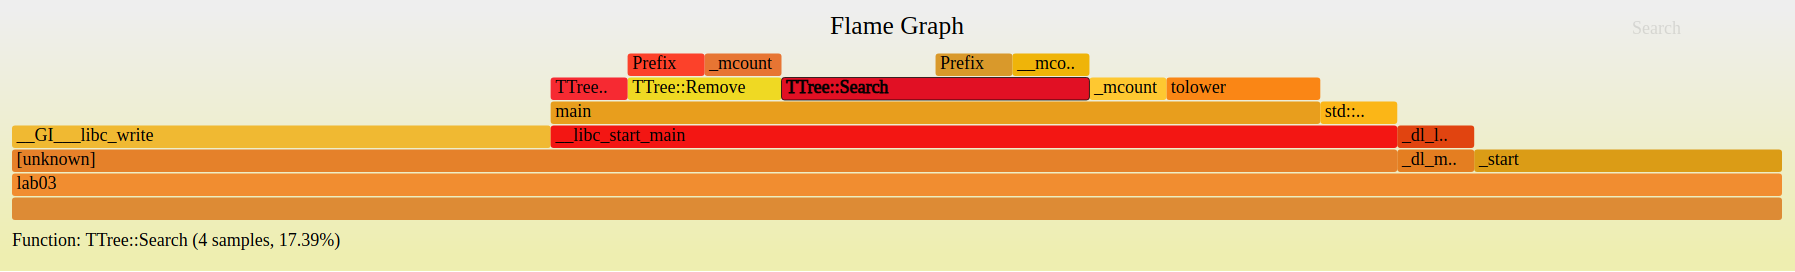 Flame Graph
Search
Prefix _mcount Prefix __mco..
TTree.. TTree::Remove TTree::Search _mcount tolower
main std::..
__GI___libc_write __libc_start_main _dl_l..
[unknown] _dl_m.. _start
lab03
Function: TTree::Search (4 samples, 17.39%)